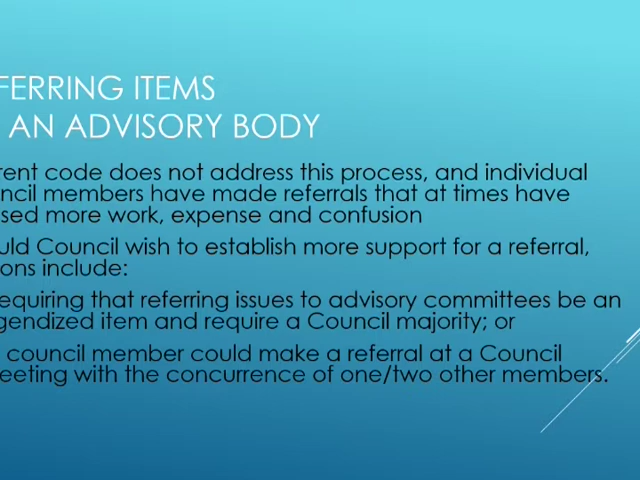 FERRING ITEMS
AN ADVISORY BODY
rent code does not address this process, and individual
ncil members have made referrals that at times have
sed more work, expense and confusion
uld Council wish to establish more support for a referral,
ions include:
equiring that referring issues to advisory committees be an
gendized item and require a Council majority; or
council member could make a referral at a Council
eeting with the concurrence of one/two other members.